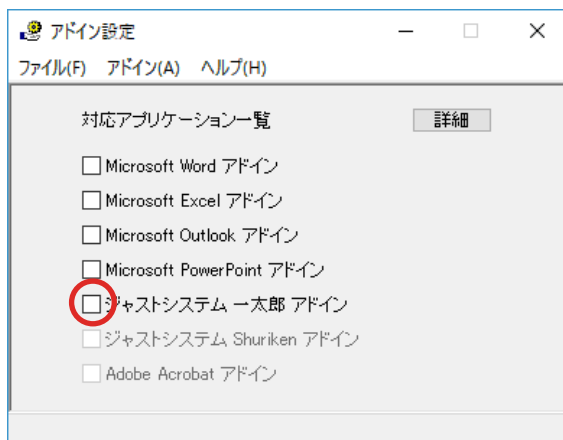 アドイン設定
ファイル(F) アドイン(A) ヘルプ(H)
対応アプリケーション一覧 詳細
Microsoft Word アドイン
Microsoft Excel アドイン
Microsoft Outlook アドイン
Microsoft PowerPoint アドイン
ジャストシステム 一太郎 アドイン
ジャストシステム Shuriken アドイン
Adobe Acrobat アドイン